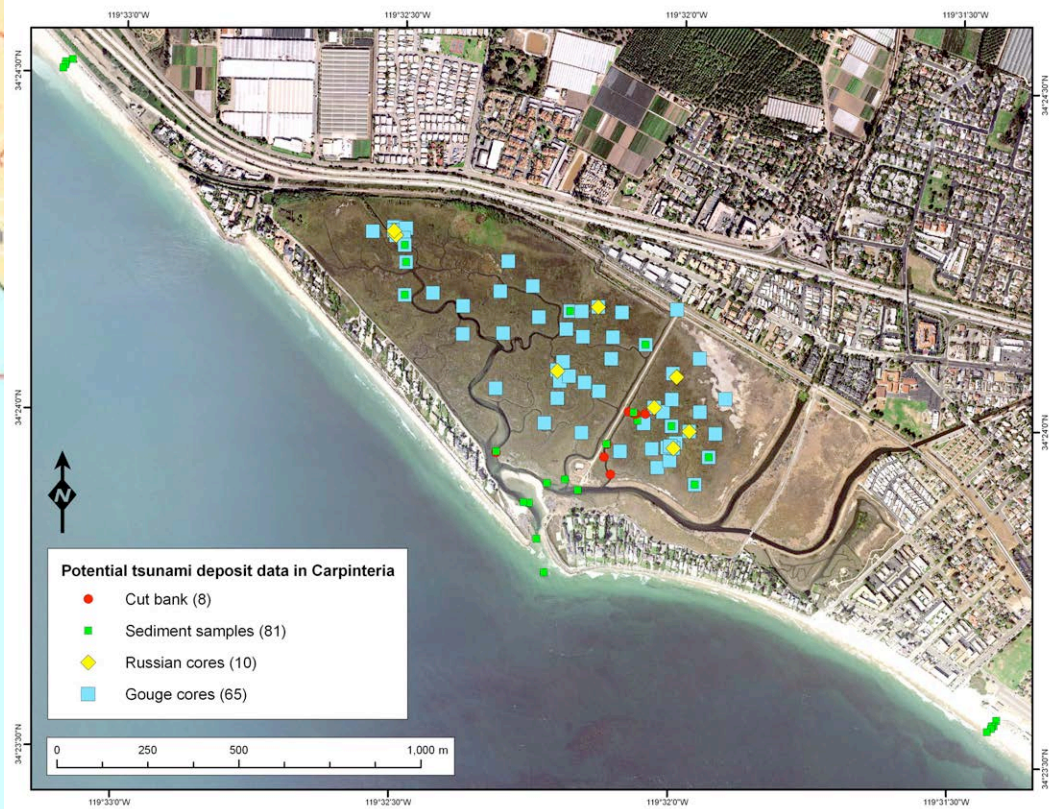 119°33'0"W 119°32'30"W 119°32'0"W 119°31'30"W
34°24'30"N 34°24'30"N
34°24'0"N 34°24'0"N
N
Potential tsunami deposit data in Carpinteria
Cut bank (8)
Sediment samples (81)
Russian cores (10)
Gouge cores (65)
34°23'30"N 34°23'30"N
0 250 500 1,000 m
119°33'0"W 119°32'30"W 119°32'0"W 119°31'30"W